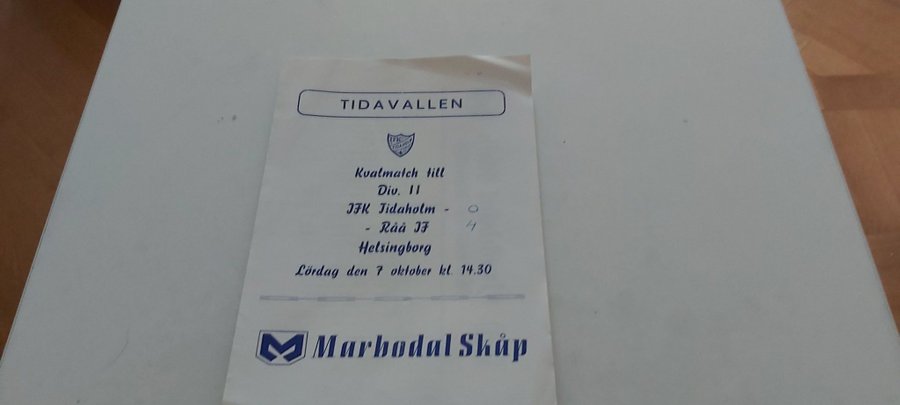 TIDAVALLEN
IFK
Kvalmatch till
Div. II
IFK Tidaholm - 0
- Råå IF 4
Helsingborg
Lördag den 7 oktober kl. 14.30
Marbodal Skåp